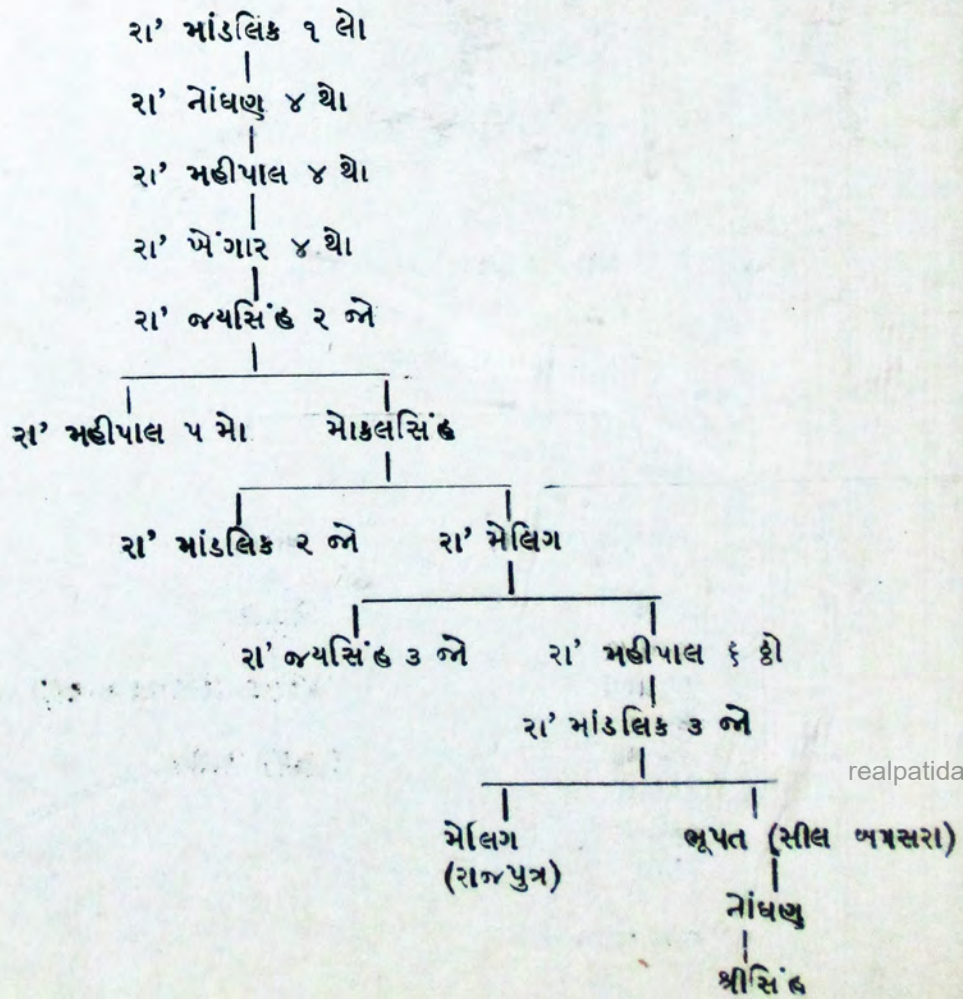 રા' માંડલિક ૧ લો
રા' નોંઘણ ૪ થો
રા' મહીપાલ ૪ થો
રા' ખેંગાર ૪ થો
રા' જયસિંહ ૨ જો
રા' મહીપાલ ૫ મો મોકલસિંહ
રા' માંડલિક ૨ જો રા' મેલિગ
રા' જયસિંહ ૩ જો રા' મહીપાલ ૬ ઠ્ઠો
રા' માંડલિક ૩ જો
realpatida
મેલિગ ભૂપત (સીલ બગસરા)
(રાજપુત્ર)
નોંઘણ
શ્રીસિંહ